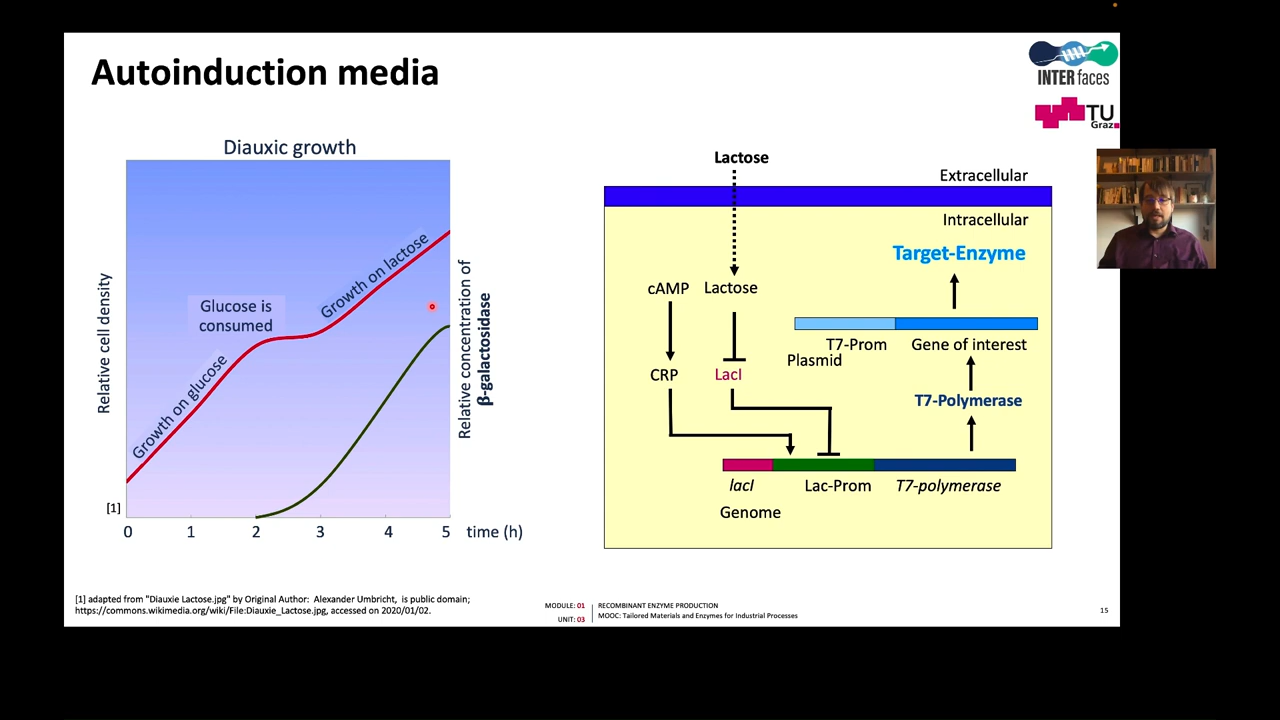 Autoinduction media
INTERfaces
TU
Graz
Diauxic growth
Relative cell density
Growth on glucose
Glucose is
consumed
Growth on lactose
Relative concentration of
β-galactosidase
[1]
0 1 2 3 4 5 time (h)
Lactose
Extracellular
Intracellular
Target-Enzyme
cAMP Lactose
T7-Prom Gene of interest
Plasmid
CRP LacI
T7-Polymerase
lacI Lac-Prom T7-polymerase
Genome
[1] adapted from "Diauxie Lactose.jpg" by Original Author: Alexander Umbricht, is public domain;
https://commons.wikimedia.org/wiki/File:Diauxie_Lactose.jpg, accessed on 2020/01/02.
MODULE: 01 RECOMBINANT ENZYME PRODUCTION
UNIT: 03 MOOC: Tailored Materials and Enzymes for Industrial Processes
15